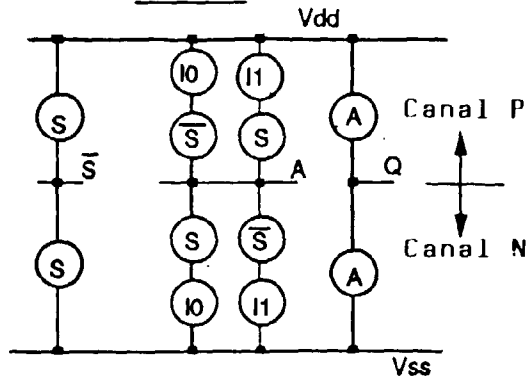 Vdd
I0 I1
S S̅ S A Canal P
S̅ A Q
S S S̅ A Canal N
I0 I1
Vss